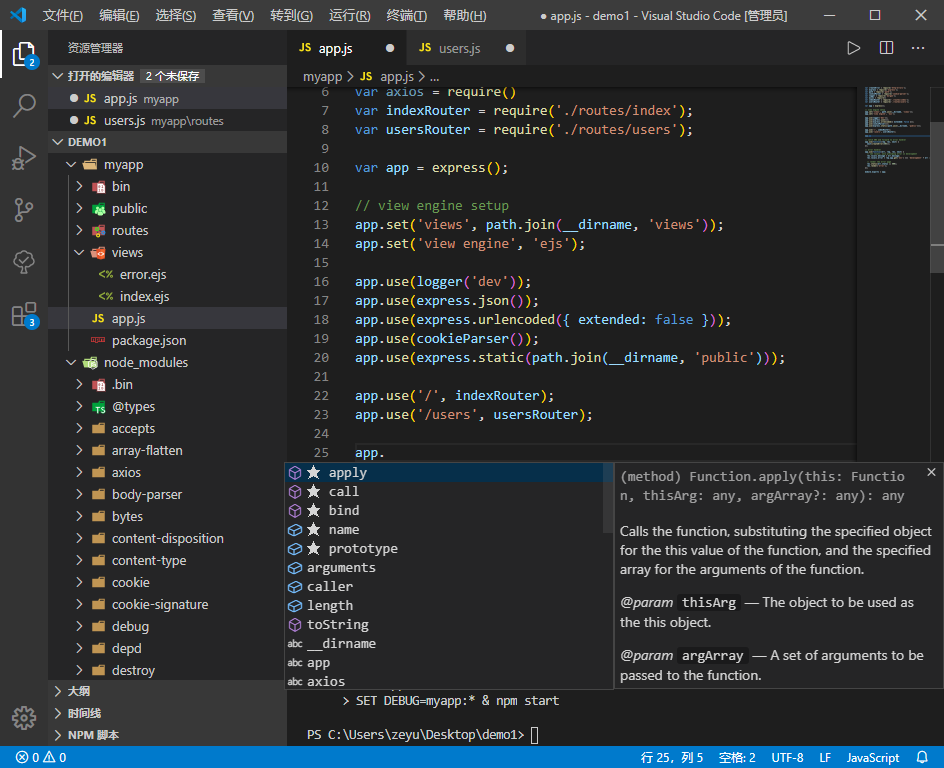 文件(F) 编辑(E) 选择(S) 查看(V) 转到(G) 运行(R) 终端(T) 帮助(H) ● app.js - demo1 - Visual Studio Code [管理员]
资源管理器
打开的编辑器 2 个未保存
● JS app.js myapp
● JS users.js myapp\routes
DEMO1
myapp
bin
public
routes
views
<% error.ejs
<% index.ejs
JS app.js
package.json
node_modules
.bin
TS @types
accepts
array-flatten
axios
body-parser
bytes
content-disposition
content-type
cookie
cookie-signature
debug
depd
destroy
大纲
时间线
NPM 脚本
2
3
JS app.js ● JS users.js ●
myapp > JS app.js > ...
6 var axios = require()
7 var indexRouter = require('./routes/index');
8 var usersRouter = require('./routes/users');
9
10 var app = express();
11
12 // view engine setup
13 app.set('views', path.join(__dirname, 'views'));
14 app.set('view engine', 'ejs');
15
16 app.use(logger('dev'));
17 app.use(express.json());
18 app.use(express.urlencoded({ extended: false }));
19 app.use(cookieParser());
20 app.use(express.static(path.join(__dirname, 'public')));
21
22 app.use('/', indexRouter);
23 app.use('/users', usersRouter);
24
25 app.
★ apply
★ call
★ bind
★ name
★ prototype
arguments
caller
length
toString
abc __dirname
abc app
abc axios
(method) Function.apply(this: Functio
n, thisArg: any, argArray?: any): any
Calls the function, substituting the specified object
for the this value of the function, and the specified
array for the arguments of the function.
@param thisArg — The object to be used as
the this object.
@param argArray — A set of arguments to be
passed to the function.
> SET DEBUG=myapp:* & npm start
PS C:\Users\zeyu\Desktop\demo1>
0 0 行 25，列 5 空格: 2 UTF-8 LF JavaScript